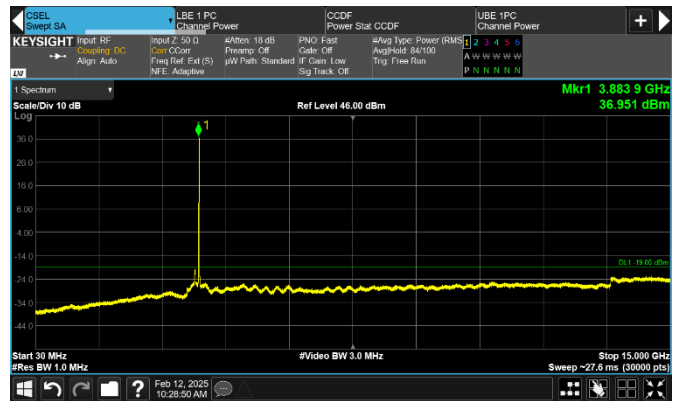 CSEL
Swept SA
LBE 1 PC
Channel Power
CCDF
Power Stat CCDF
UBE 1PC
Channel Power
KEYSIGHT
Input: RF
Coupling: DC
Align: Auto
Input Z: 50 Ω
Corr CCorr
Freq Ref: Ext (S)
NFE: Adaptive
#Atten: 18 dB
Preamp: Off
µW Path: Standard
PNO: Fast
Gate: Off
IF Gain: Low
Sig Track: Off
#Avg Type: Power (RMS
Avg|Hold: 84/100
Trig: Free Run
1 2 3 4 5 6
A W W W W W
P N N N N N
LXI
1 Spectrum
Scale/Div 10 dB
Ref Level 46.00 dBm
Mkr1 3.883 9 GHz
36.951 dBm
Log
1
36.0
26.0
16.0
6.00
-4.00
-14.0
-24.0
-34.0
-44.0
DL1 -19.00 dBm
Start 30 MHz
#Video BW 3.0 MHz
Stop 15.000 GHz
#Res BW 1.0 MHz
Sweep ~27.6 ms (30000 pts)
Feb 12, 2025
10:28:50 AM